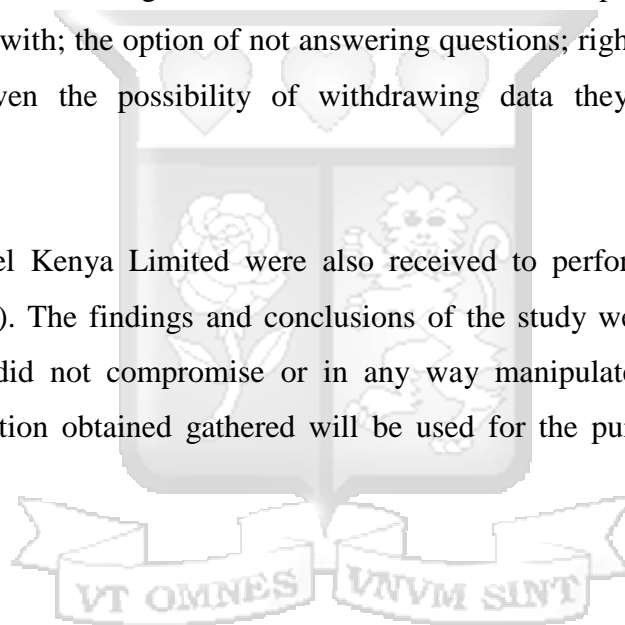 with; the option of not answering questions; righ
ven the possibility of withdrawing data they
el Kenya Limited were also received to perfor
). The findings and conclusions of the study we
did not compromise or in any way manipulate
tion obtained gathered will be used for the pu
VT OMNES VNVM SINT